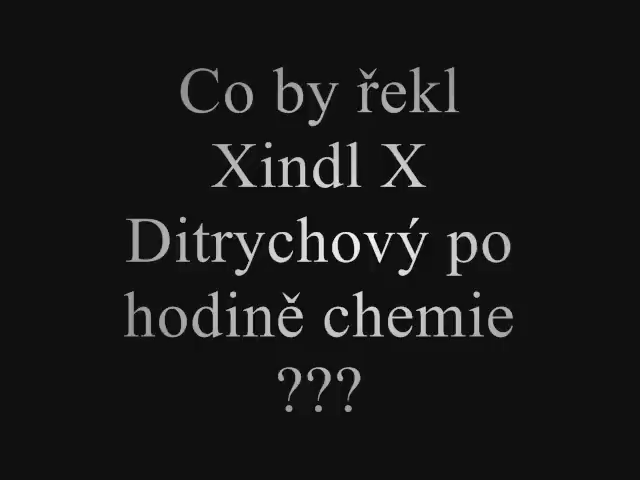 Co by řekl
Xindl X
Ditrychový po
hodině chemie
???